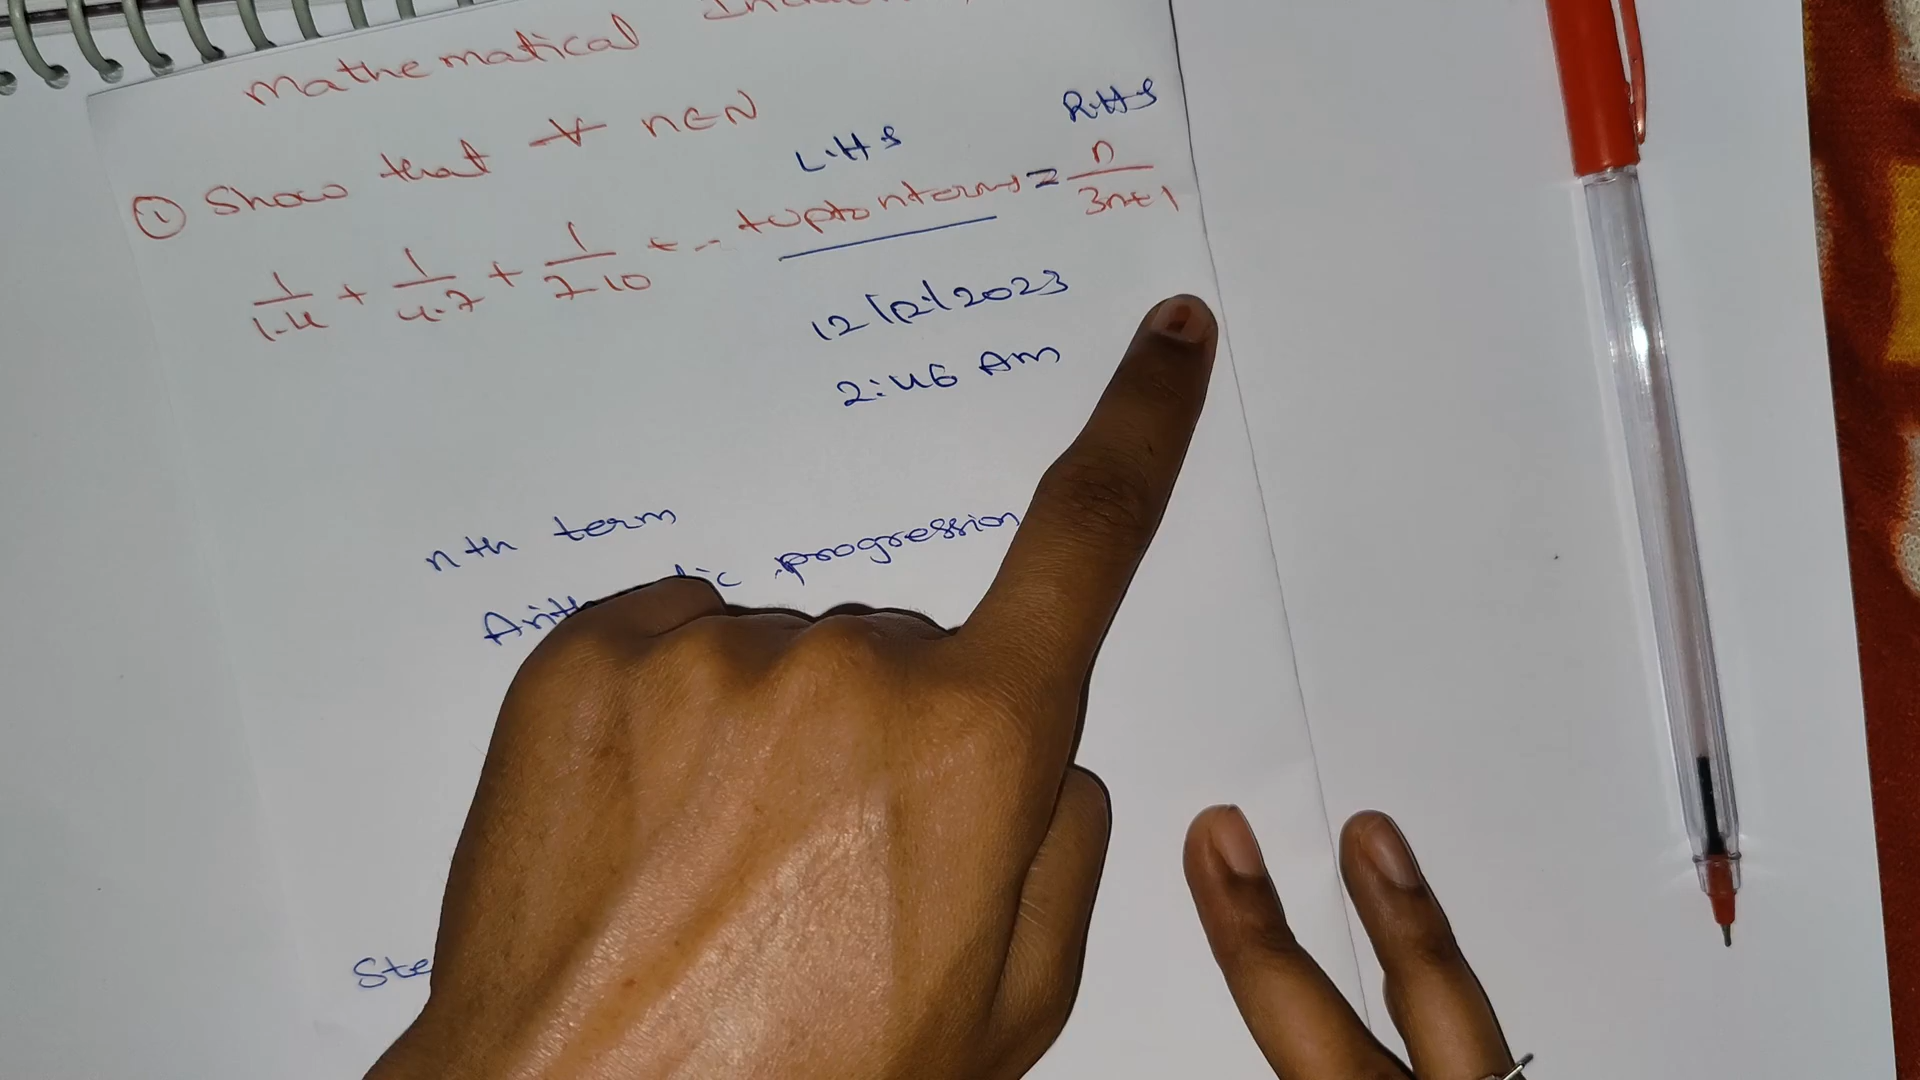 Mathematical
① Show that ∀ n∈N
L.H.S
R.H.S
1/1.4 + 1/4.7 + 1/7.10 + -- + upto n terms = n/3n+1
12/12/2023
2:46 Am
nth term
progression